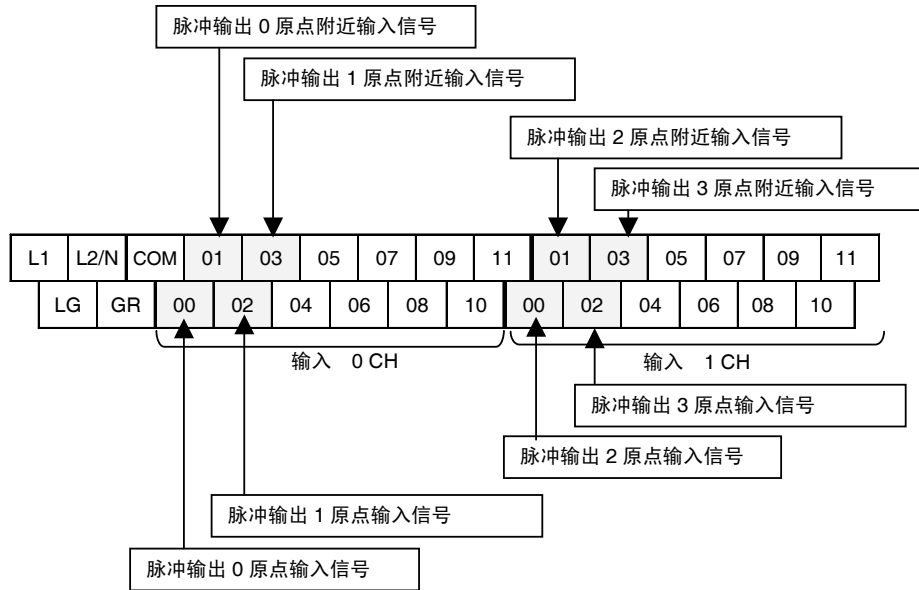 脉冲输出 0 原点附近输入信号
脉冲输出 1 原点附近输入信号
脉冲输出 2 原点附近输入信号
脉冲输出 3 原点附近输入信号
L1 L2/N COM 01 03 05 07 09 11 01 03 05 07 09 11
LG GR 00 02 04 06 08 10 00 02 04 06 08 10
输入 0 CH 输入 1 CH
脉冲输出 3 原点输入信号
脉冲输出 2 原点输入信号
脉冲输出 1 原点输入信号
脉冲输出 0 原点输入信号